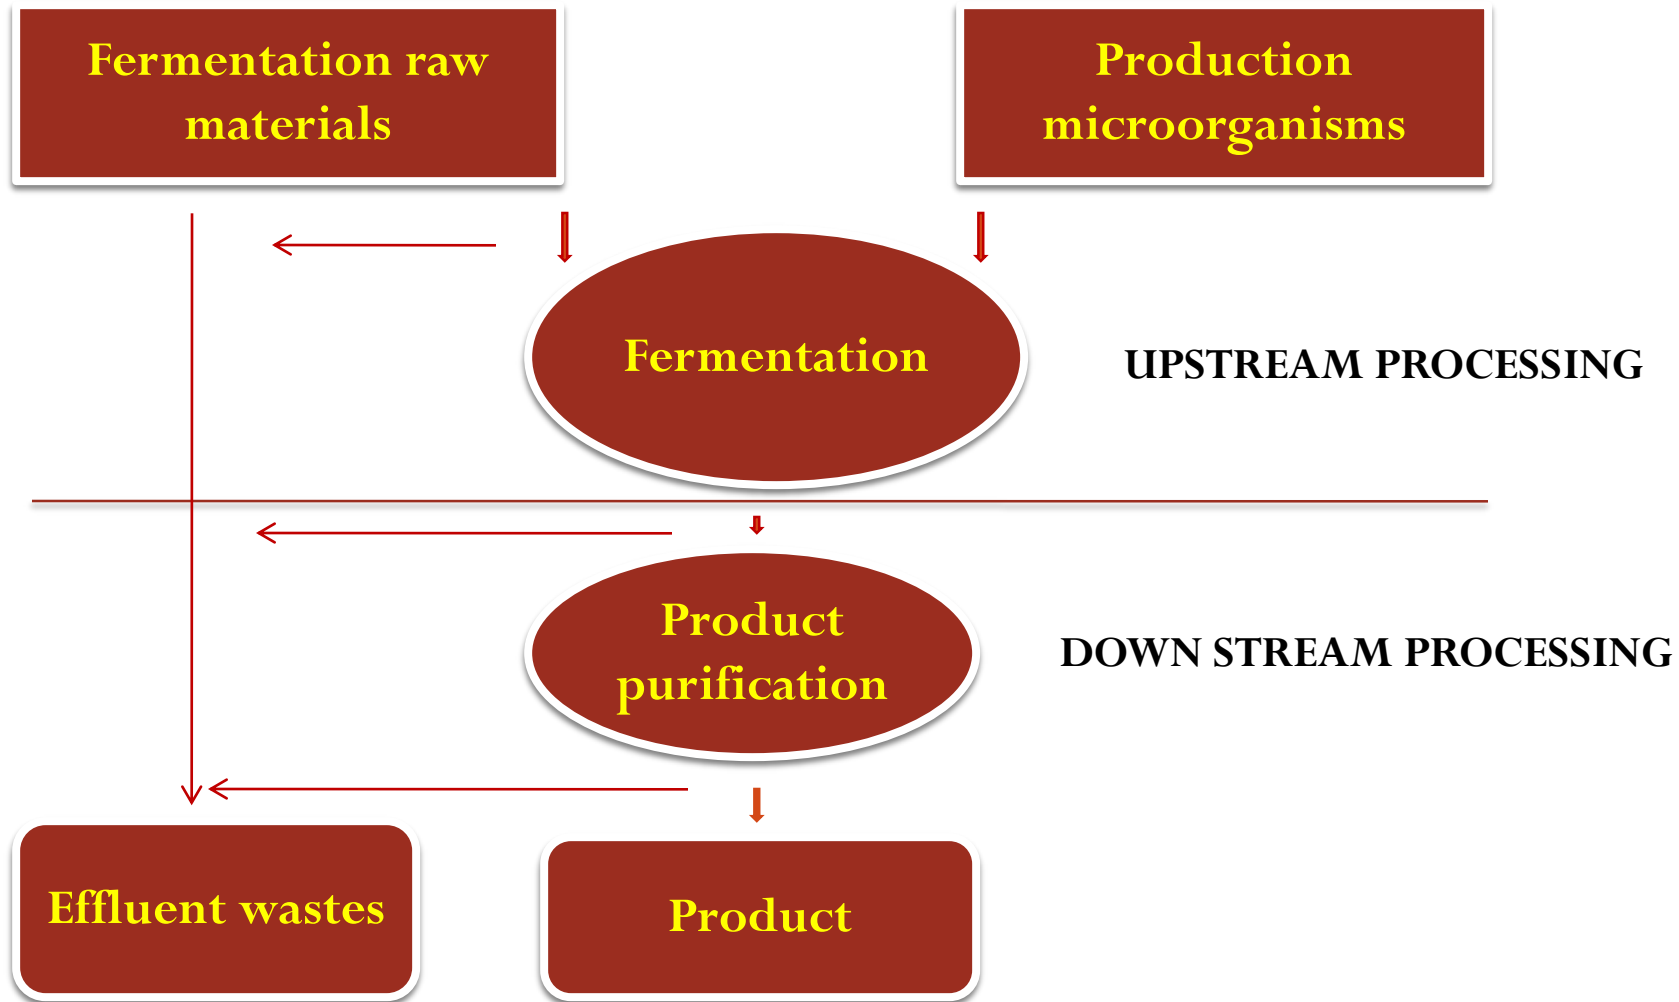 Fermentation raw
materials
Production
microorganisms
Fermentation
UPSTREAM PROCESSING
Product
purification
DOWN STREAM PROCESSING
Effluent wastes
Product